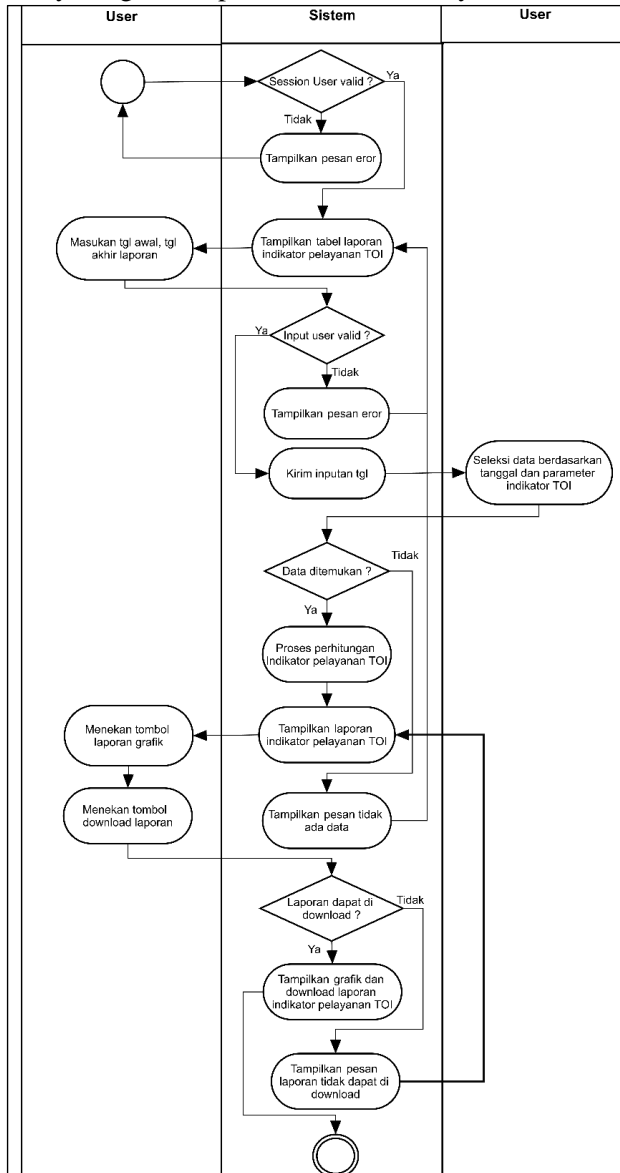 User
Sistem
User
Session User valid ?
Ya
Tidak
Tampilkan pesan eror
Masukan tgl awal, tgl
akhir laporan
Tampilkan tabel laporan
indikator pelayanan TOI
Ya
Input user valid ?
Tidak
Tampilkan pesan eror
Kirim inputan tgl
Seleksi data berdasarkan
tanggal dan parameter
indikator TOI
Data ditemukan ?
Tidak
Ya
Proses perhitungan
indikator pelayanan TOI
Menekan tombol
laporan grafik
Tampilkan laporan
indikator pelayanan TOI
Menekan tombol
download laporan
Tampilkan pesan tidak
ada data
Laporan dapat di
download ?
Tidak
Ya
Tampilkan grafik dan
download laporan
indikator pelayanan TOI
Tampilkan pesan
laporan tidak dapat di
download